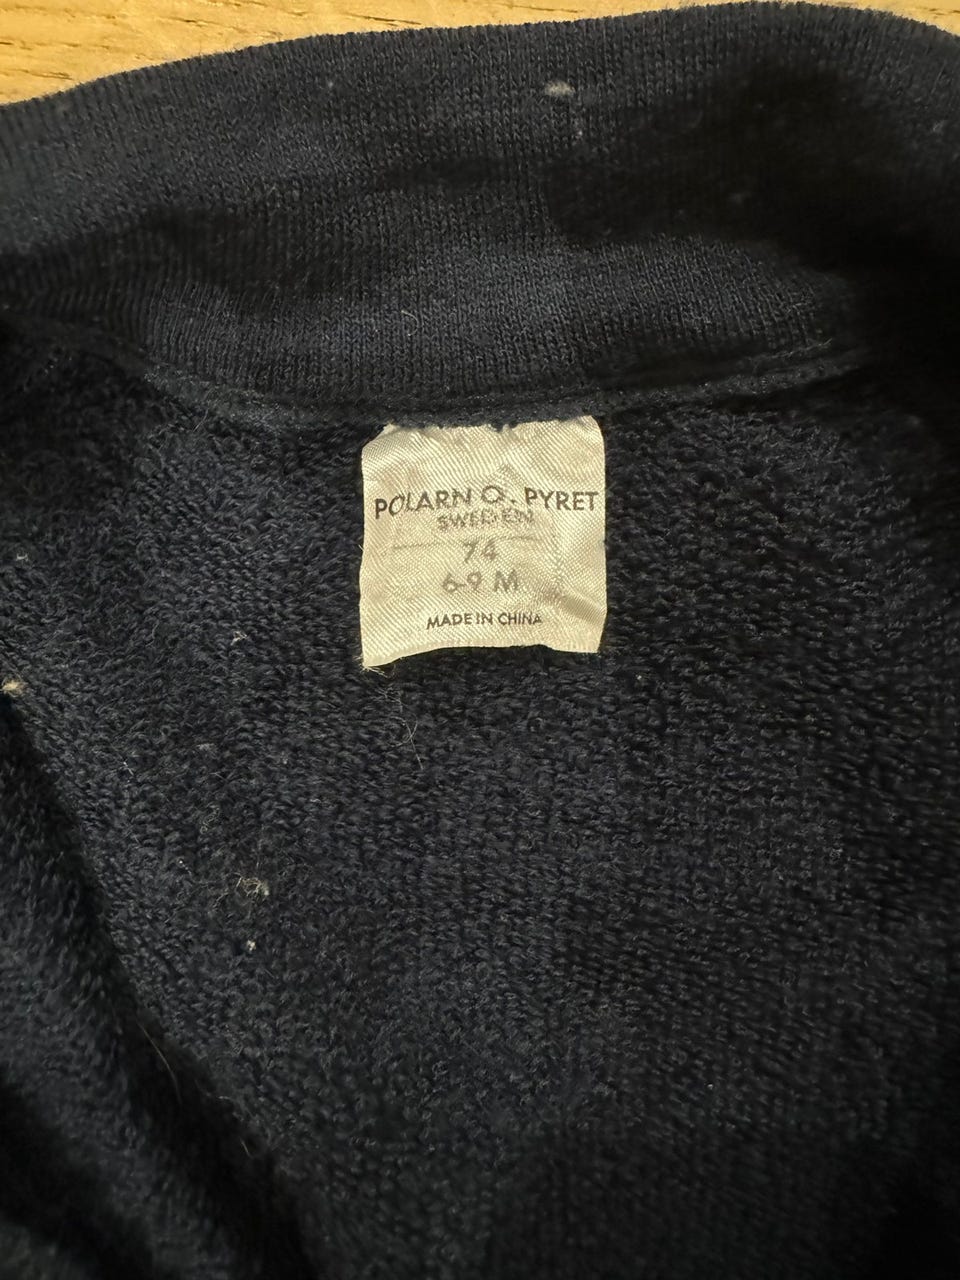 POLARN O. PYRET
SWEDEN
74
6-9 M
MADE IN CHINA